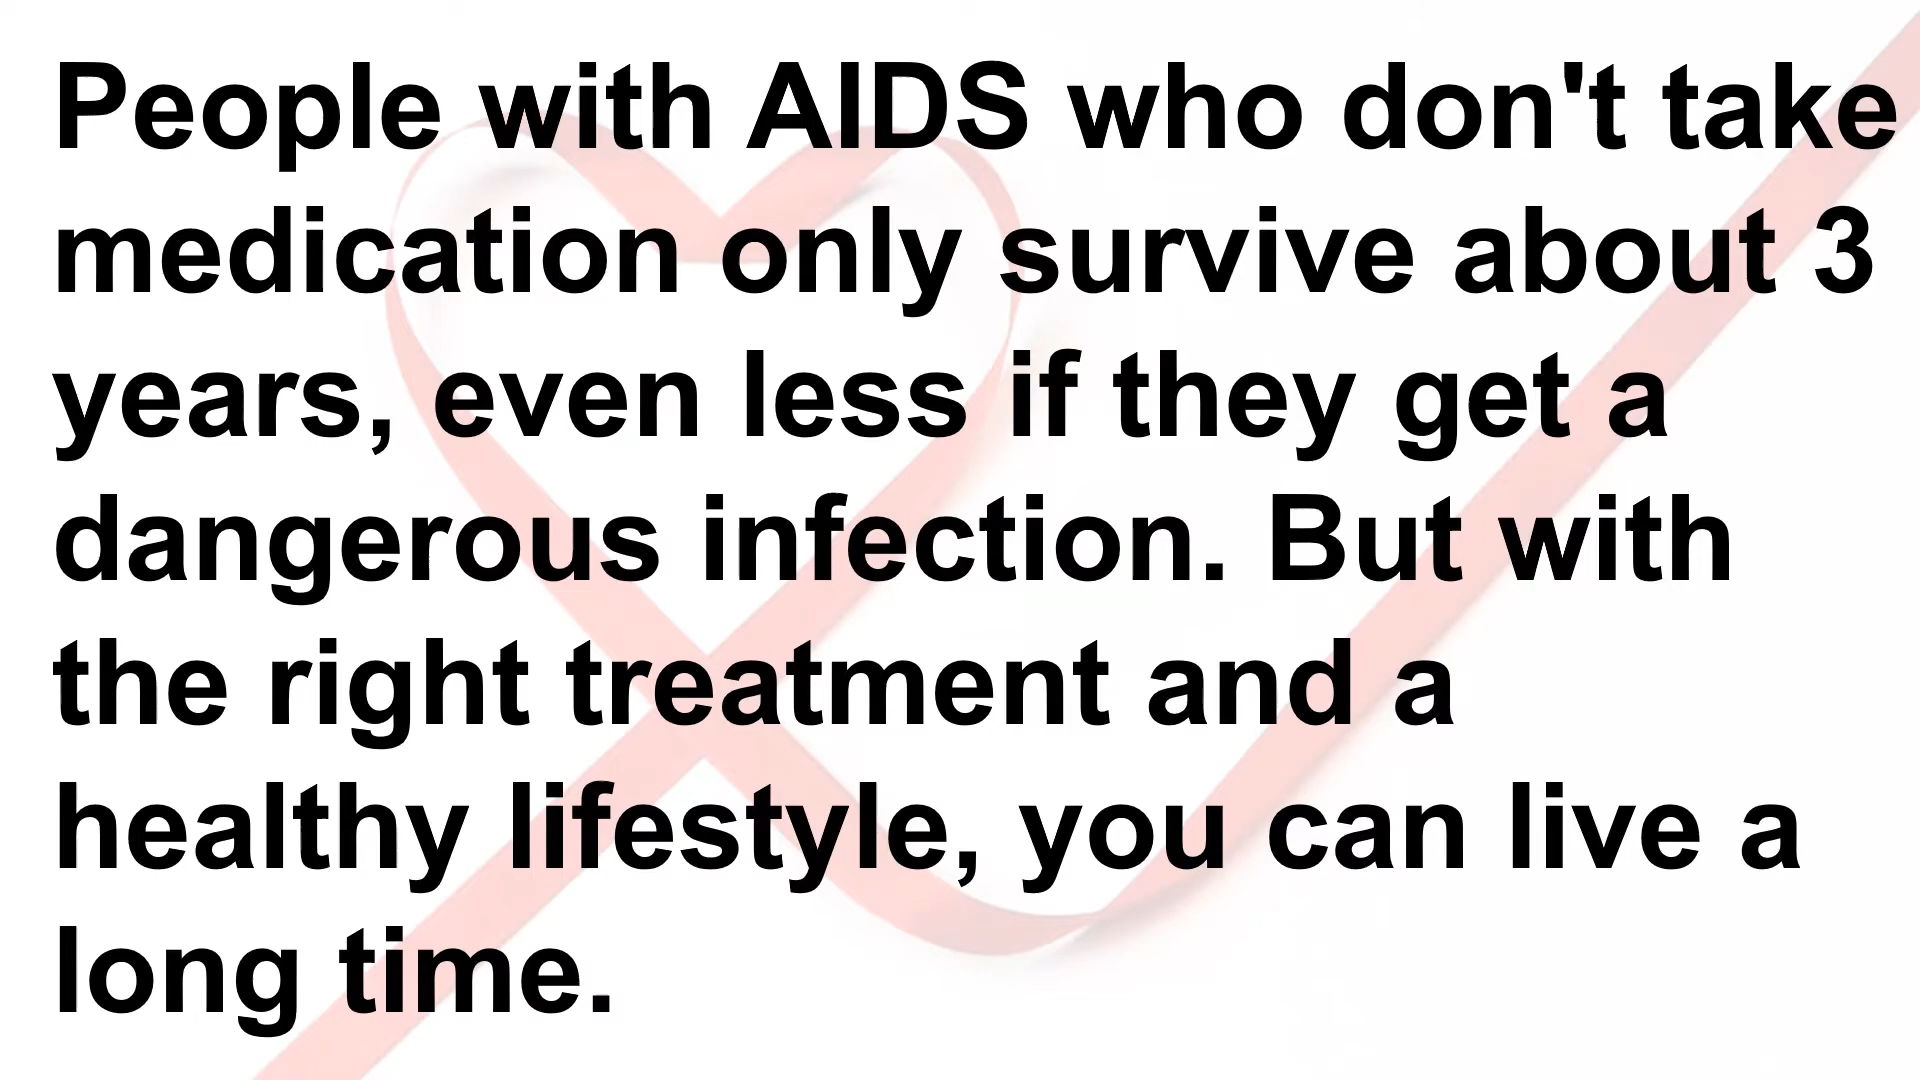 People with AIDS who don't take
medication only survive about 3
years, even less if they get a
dangerous infection. But with
the right treatment and a
healthy lifestyle, you can live a
long time.